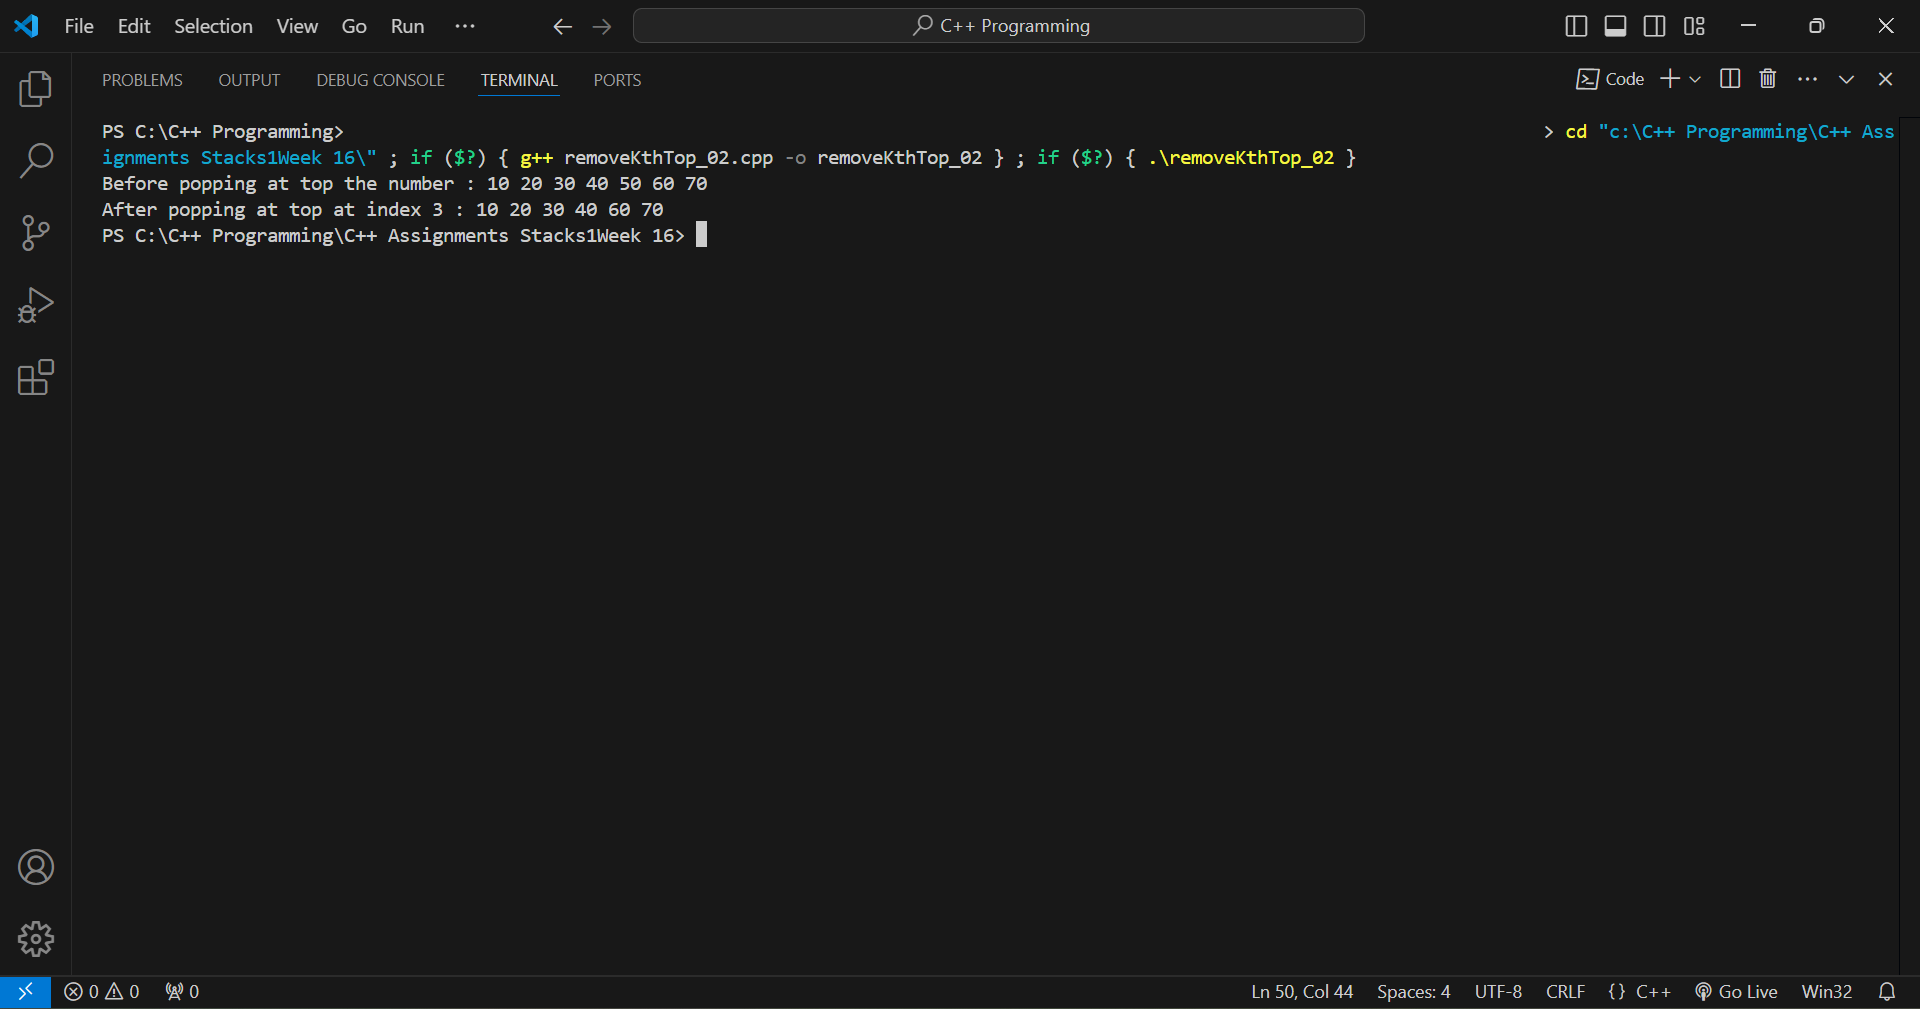 File Edit Selection View Go Run ···
C++ Programming
PROBLEMS OUTPUT DEBUG CONSOLE TERMINAL PORTS
Code
PS C:\C++ Programming> > cd "c:\C++ Programming\C++ Ass
ignments Stacks1Week 16\" ; if ($?) { g++ removeKthTop_02.cpp -o removeKthTop_02 } ; if ($?) { .\removeKthTop_02 }
Before popping at top the number : 10 20 30 40 50 60 70
After popping at top at index 3 : 10 20 30 40 60 70
PS C:\C++ Programming\C++ Assignments Stacks1Week 16>
0 0 0 Ln 50, Col 44 Spaces: 4 UTF-8 CRLF {} C++ Go Live Win32